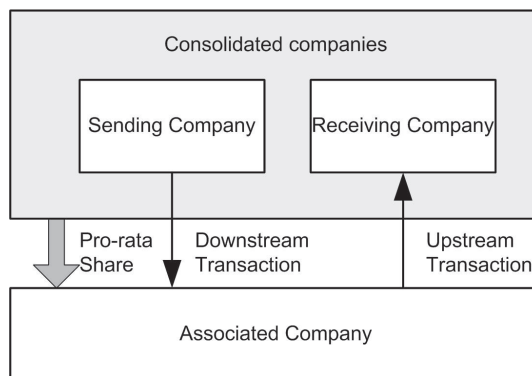 Consolidated companies
Sending Company
Receiving Company
Pro-rata
Share
Downstream
Transaction
Upstream
Transaction
Associated Company